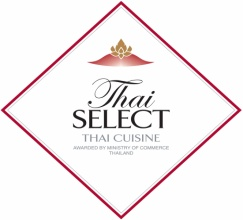 Thai
SELECT
THAI CUISINE
AWARDED BY MINISTRY OF COMMERCE
THAILAND